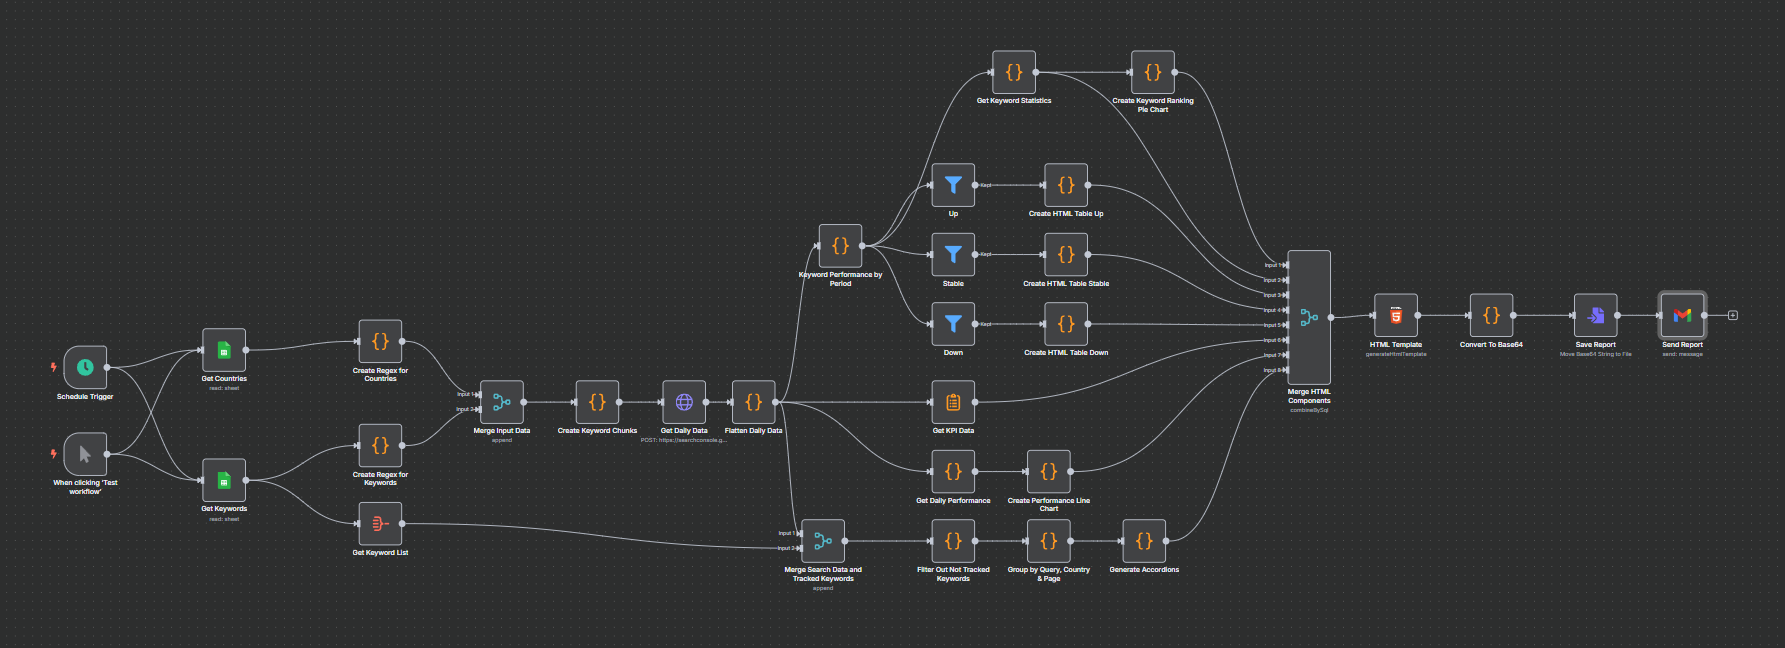 Get Keyword Statistics
Create Keyword Ranking
Pie Chart
Kept
Up
Create HTML Table Up
Keyword Performance by
Period
Kept
Stable
Create HTML Table Stable
Kept
Down
Create HTML Table Down
Input 1
Input 2
Input 3
Input 4
Input 5
Input 6
Input 7
Input 8
Merge HTML
Components
combineBySql
HTML Template
generateHtmlTemplate
Convert To Base64
Save Report
Move Base64 String to File
Send Report
send: message
Schedule Trigger
When clicking 'Test
workflow'
Get Countries
read: sheet
Get Keywords
read: sheet
Create Regex for
Countries
Create Regex for
Keywords
Get Keyword List
Input 1
Input 2
Merge Input Data
append
Create Keyword Chunks
Get Daily Data
POST: https://searchconsole.g...
Flatten Daily Data
Get KPI Data
Get Daily Performance
Create Performance Line
Chart
Input 1
Input 2
Merge Search Data and
Tracked Keywords
append
Filter Out Not Tracked
Keywords
Group by Query, Country
& Page
Generate Accordions